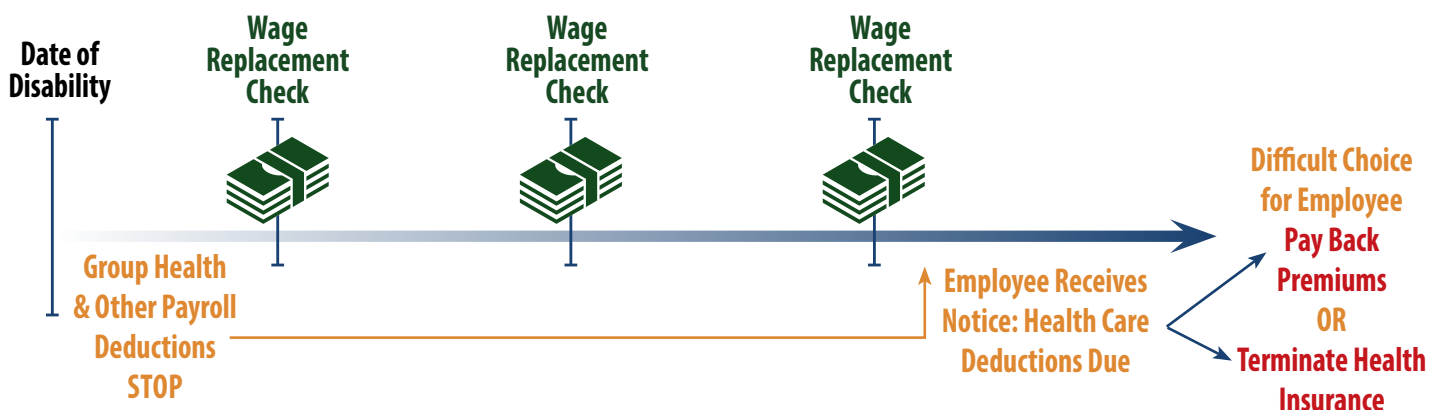 Date of
Disability
Wage
Replacement
Check
Wage
Replacement
Check
Wage
Replacement
Check
Group Health
& Other Payroll
Deductions
STOP
Employee Receives
Notice: Health Care
Deductions Due
Difficult Choice
for Employee
Pay Back
Premiums
OR
Terminate Health
Insurance